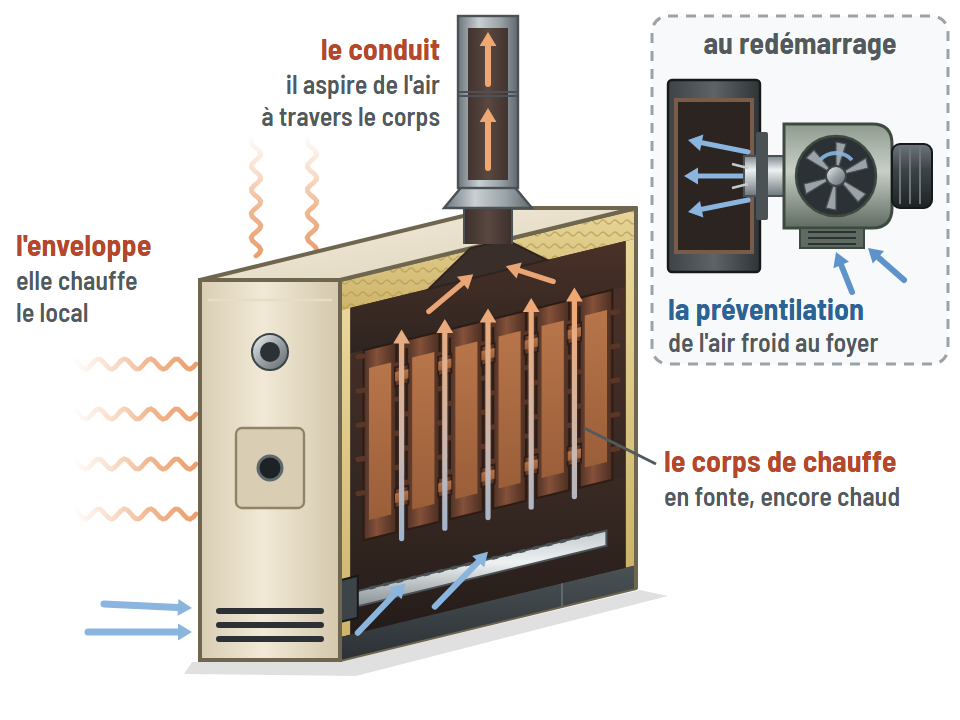 le conduit
il aspire de l'air
à travers le corps
au redémarrage
l'enveloppe
elle chauffe
le local
la préventilation
de l'air froid au foyer
le corps de chauffe
en fonte, encore chaud